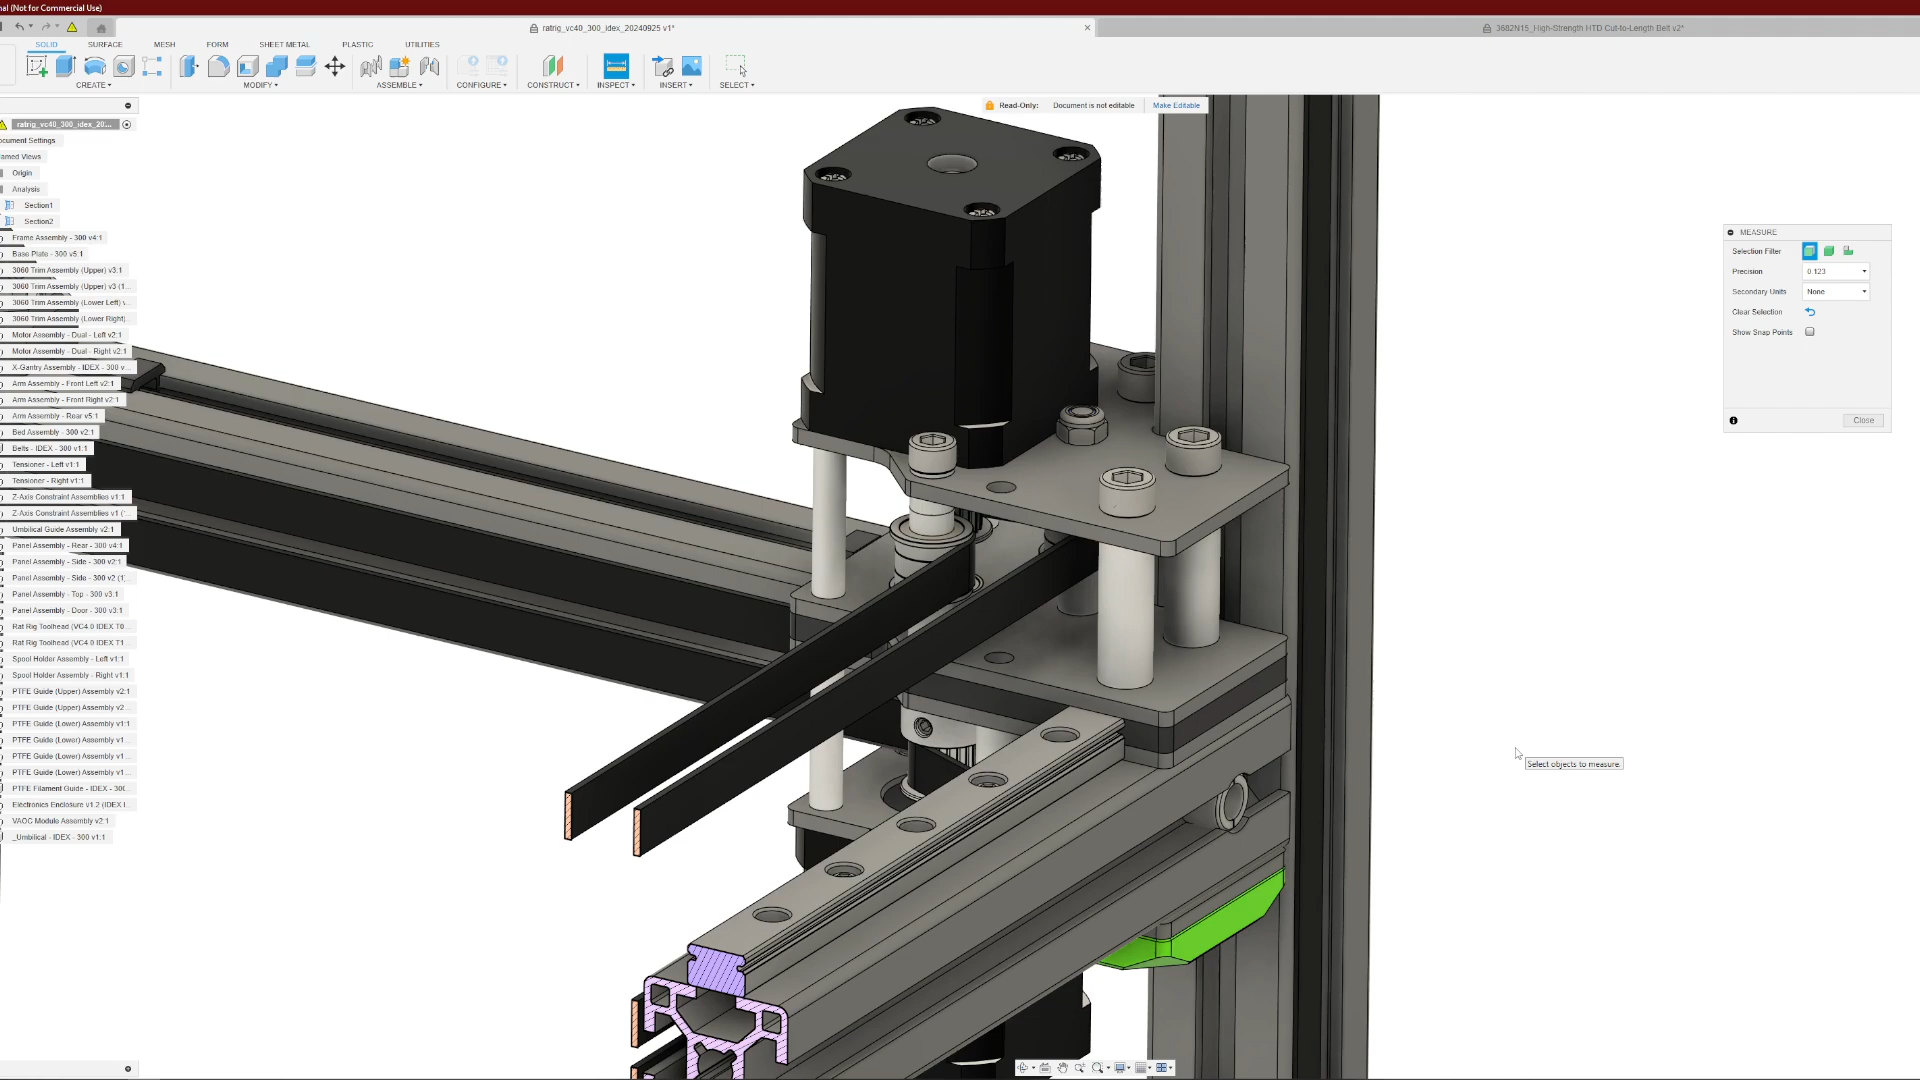 nal (Not for Commercial Use)
ratrig_vc40_300_idex_20240925 v1*
3682N15_High-Strength HTD Cut-to-Length Belt v2*
SOLID SURFACE MESH FORM SHEET METAL PLASTIC UTILITIES
CREATE MODIFY ASSEMBLE CONFIGURE CONSTRUCT INSPECT INSERT SELECT
Read-Only: Document is not editable Make Editable
ratrig_vc40_300_idex_20...
ocument Settings
amed Views
Origin
Analysis
Section1
Section2
Frame Assembly - 300 v4:1
Base Plate - 300 v5:1
3060 Trim Assembly (Upper) v3:1
3060 Trim Assembly (Upper) v3 (1...
3060 Trim Assembly (Lower Left) v...
3060 Trim Assembly (Lower Right)...
Motor Assembly - Dual - Left v2:1
Motor Assembly - Dual - Right v2:1
X-Gantry Assembly - IDEX - 300 v...
Arm Assembly - Front Left v2:1
Arm Assembly - Front Right v2:1
Arm Assembly - Rear v5:1
Bed Assembly - 300 v2:1
Belts - IDEX - 300 v1:1
Tensioner - Left v1:1
Tensioner - Right v1:1
Z-Axis Constraint Assemblies v1:1
Z-Axis Constraint Assemblies v1 (...
Umbilical Guide Assembly v2:1
Panel Assembly - Rear - 300 v4:1
Panel Assembly - Side - 300 v2:1
Panel Assembly - Side - 300 v2 (1)...
Panel Assembly - Top - 300 v3:1
Panel Assembly - Door - 300 v3:1
Rat Rig Toolhead (VC4.0 IDEX T0...
Rat Rig Toolhead (VC4.0 IDEX T1...
Spool Holder Assembly - Left v1:1
Spool Holder Assembly - Right v1:1
PTFE Guide (Upper) Assembly v2:1
PTFE Guide (Upper) Assembly v2...
PTFE Guide (Lower) Assembly v1:1
PTFE Guide (Lower) Assembly v1...
PTFE Guide (Lower) Assembly v1...
PTFE Guide (Lower) Assembly v1...
PTFE Filament Guide - IDEX - 300...
Electronics Enclosure v1.2 (IDEX)...
VAOC Module Assembly v2:1
_Umbilical - IDEX - 300 v1:1
MEASURE
Selection Filter
Precision 0.123
Secondary Units None
Clear Selection
Show Snap Points
Close
Select objects to measure.